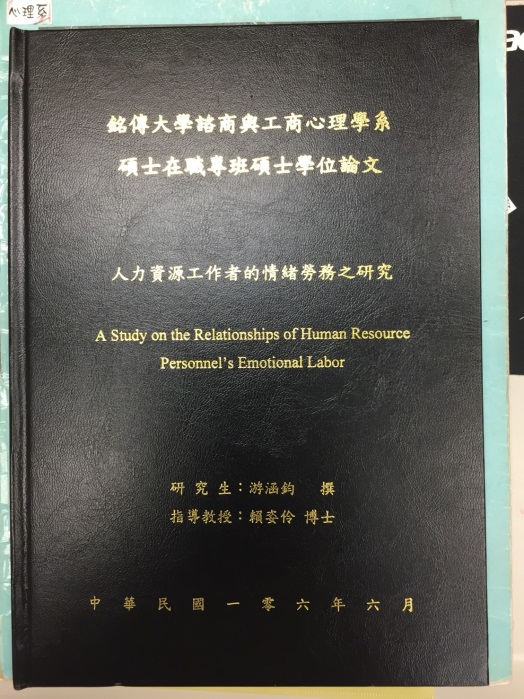 心理系
銘傳大學諮商與工商心理學系
碩士在職專班碩士學位論文
人力資源工作者的情緒勞務之研究
A Study on the Relationships of Human Resource
Personnel's Emotional Labor
研究生：游涵鈞 撰
指導教授：賴姿伶 博士
中華民國一零六年六月